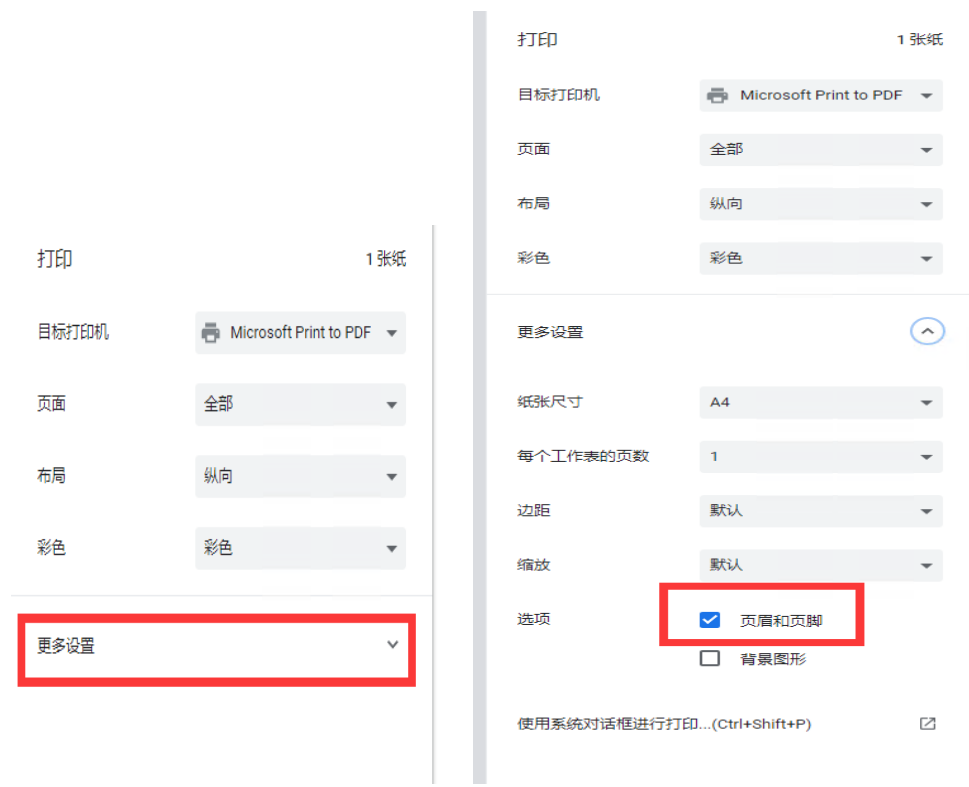 打印
1 张纸
目标打印机
Microsoft Print to PDF
页面
全部
布局
纵向
彩色
彩色
更多设置
打印
1 张纸
目标打印机
Microsoft Print to PDF
页面
全部
布局
纵向
彩色
彩色
更多设置
纸张尺寸
A4
每个工作表的页数
1
边距
默认
缩放
默认
选项
页眉和页脚
背景图形
使用系统对话框进行打印...(Ctrl+Shift+P)